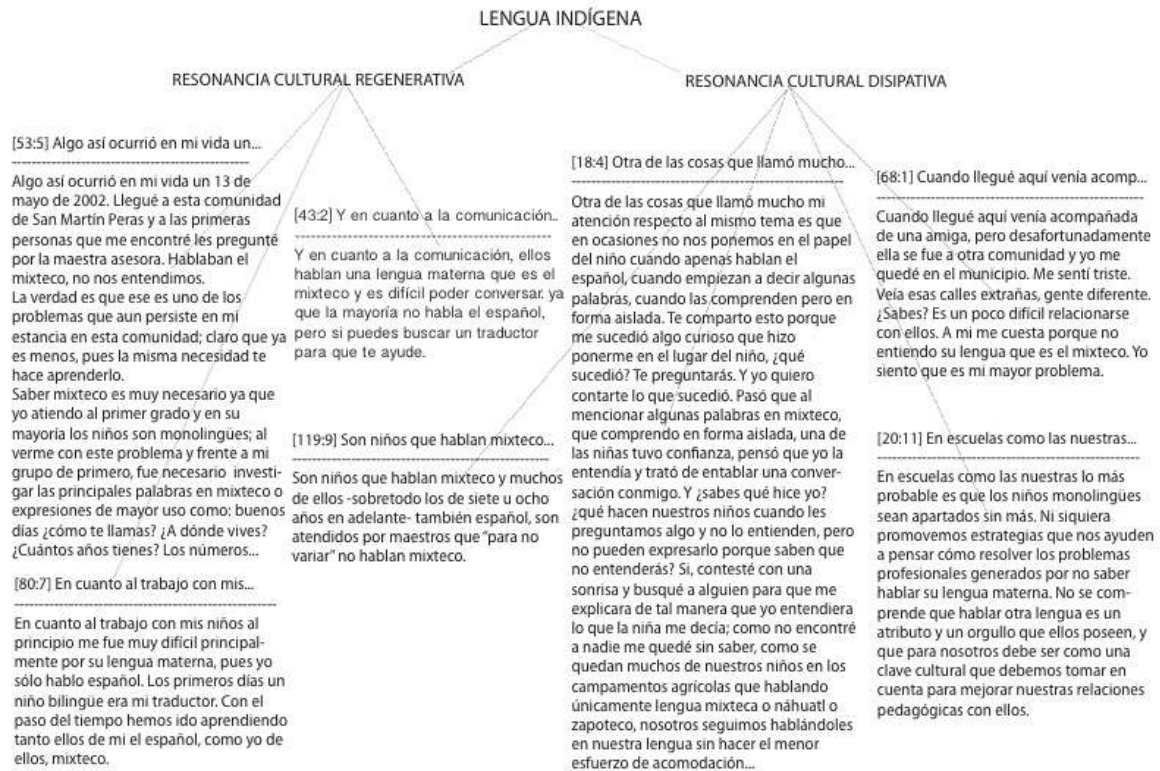 LENGUA INDÍGENA
RESONANCIA CULTURAL REGENERATIVA
RESONANCIA CULTURAL DISIPATIVA
[53:5] Algo así ocurrió en mi vida un...
Algo así ocurrió en mi vida un 13 de
mayo de 2002. Llegué a esta comunidad
de San Martín Peras y a las primeras
personas que me encontré les pregunté
por la maestra asesora. Hablaban el
mixteco, no nos entendimos.
La verdad es que ese es uno de los
problemas que aun persiste en mi
estancia en esta comunidad; claro que ya
es menos, pues la misma necesidad te
hace aprenderlo.
Saber mixteco es muy necesario ya que
yo atiendo al primer grado y en su
mayoría los niños son monolingües; al
verme con este problema y frente a mi
grupo de primero, fue necesario investi-
gar las principales palabras en mixteco o
expresiones de mayor uso como: buenos
días ¿cómo te llamas? ¿A dónde vives?
¿Cuántos años tienes? Los números...
[80:7] En cuanto al trabajo con mis...
En cuanto al trabajo con mis niños al
principio me fue muy difícil principal-
mente por su lengua materna, pues yo
sólo hablo español. Los primeros días un
niño bilingüe era mi traductor. Con el
paso del tiempo hemos ido aprendiendo
tanto ellos de mi el español, como yo de
ellos, mixteco.
[43:2] Y en cuanto a la comunicación..
Y en cuanto a la comunicación, ellos
hablan una lengua materna que es el
mixteco y es difícil poder conversar. ya
que la mayoría no habla el español,
pero si puedes buscar un traductor
para que te ayude.
[119:9] Son niños que hablan mixteco...
Son niños que hablan mixteco y muchos
de ellos -sobretodo los de siete u ocho
años en adelante- también español, son
atendidos por maestros que "para no
variar" no hablan mixteco.
[18:4] Otra de las cosas que llamó mucho...
Otra de las cosas que llamó mucho mi
atención respecto al mismo tema es que
en ocasiones no nos ponemos en el papel
del niño cuando apenas hablan el
español, cuando empiezan a decir algunas
palabras, cuando las comprenden pero en
forma aislada. Te comparto esto porque
me sucedió algo curioso que hizo
ponerme en el lugar del niño, ¿qué
sucedió? Te preguntarás. Y yo quiero
contarte lo que sucedió. Pasó que al
mencionar algunas palabras en mixteco,
que comprendo en forma aislada, una de
las niñas tuvo confianza, pensó que yo la
entendía y trató de entablar una conver-
sación conmigo. Y ¿sabes qué hice yo?
¿qué hacen nuestros niños cuando les
preguntamos algo y no lo entienden, pero
no pueden expresarlo porque saben que
no entenderás? Si, contesté con una
sonrisa y busqué a alguien para que me
explicara de tal manera que yo entendiera
lo que la niña me decía; como no encontré
a nadie me quedé sin saber, como se
quedan muchos de nuestros niños en los
campamentos agrícolas que hablando
únicamente lengua mixteca o náhuatl o
zapoteco, nosotros seguimos hablándoles
en nuestra lengua sin hacer el menor
esfuerzo de acomodación...
[68:1] Cuando llegué aquí venía acomp...
Cuando llegué aquí venía acompañada
de una amiga, pero desafortunadamente
ella se fue a otra comunidad y yo me
quedé en el municipio. Me sentí triste.
Veía esas calles extrañas, gente diferente.
¿Sabes? Es un poco difícil relacionarse
con ellos. A mi me cuesta porque no
entiendo su lengua que es el mixteco. Yo
siento que es mi mayor problema.
[20:11] En escuelas como las nuestras...
En escuelas como las nuestras lo más
probable es que los niños monolingües
sean apartados sin más. Ni siquiera
promovemos estrategias que nos ayuden
a pensar cómo resolver los problemas
profesionales generados por no saber
hablar su lengua materna. No se com-
prende que hablar otra lengua es un
atributo y un orgullo que ellos poseen, y
que para nosotros debe ser como una
clave cultural que debemos tomar en
cuenta para mejorar nuestras relaciones
pedagógicas con ellos.